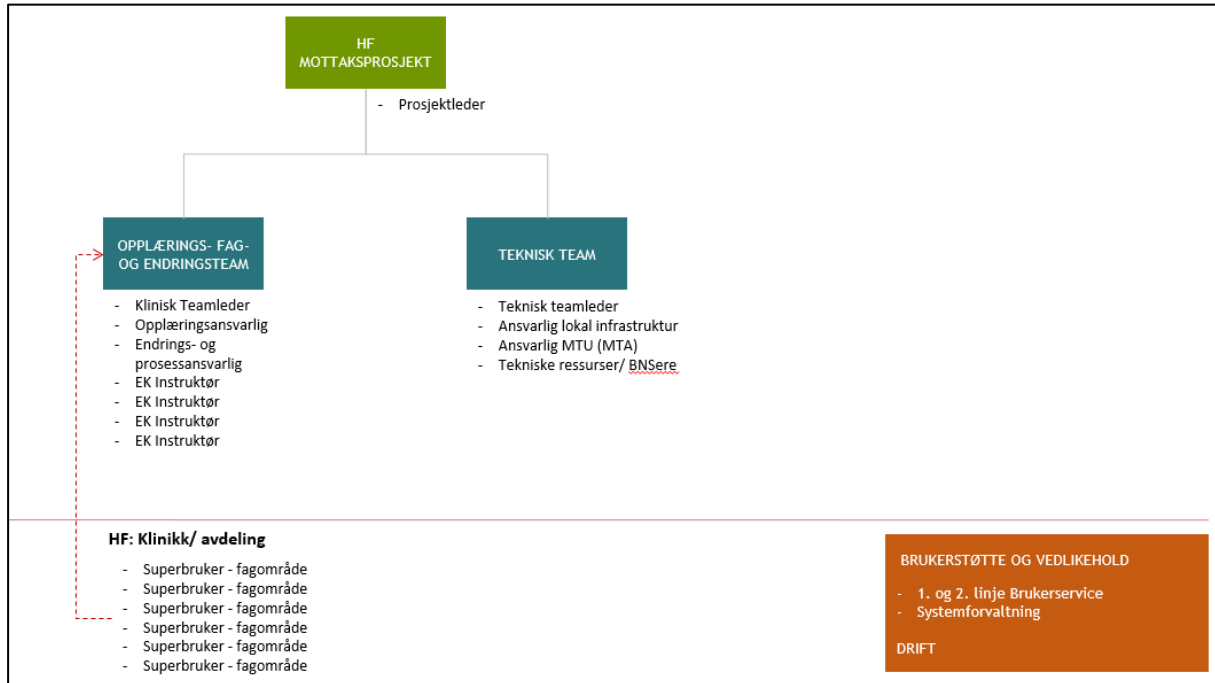 HF
MOTTAKSPROSJEKT
- Prosjektleder
OPPLÆRINGS- FAG-
OG ENDRINGSTEAM
- Klinisk Teamleder
- Opplæringsansvarlig
- Endrings- og
prosessansvarlig
- EK Instruktør
- EK Instruktør
- EK Instruktør
- EK Instruktør
TEKNISK TEAM
- Teknisk teamleder
- Ansvarlig lokal infrastruktur
- Ansvarlig MTU (MTA)
- Tekniske ressurser/ BNSere
HF: Klinikk/ avdeling
- Superbruker - fagområde
- Superbruker - fagområde
- Superbruker - fagområde
- Superbruker - fagområde
- Superbruker - fagområde
- Superbruker - fagområde
BRUKERSTØTTE OG VEDLIKEHOLD
- 1. og 2. linje Brukerservice
- Systemforvaltning
DRIFT